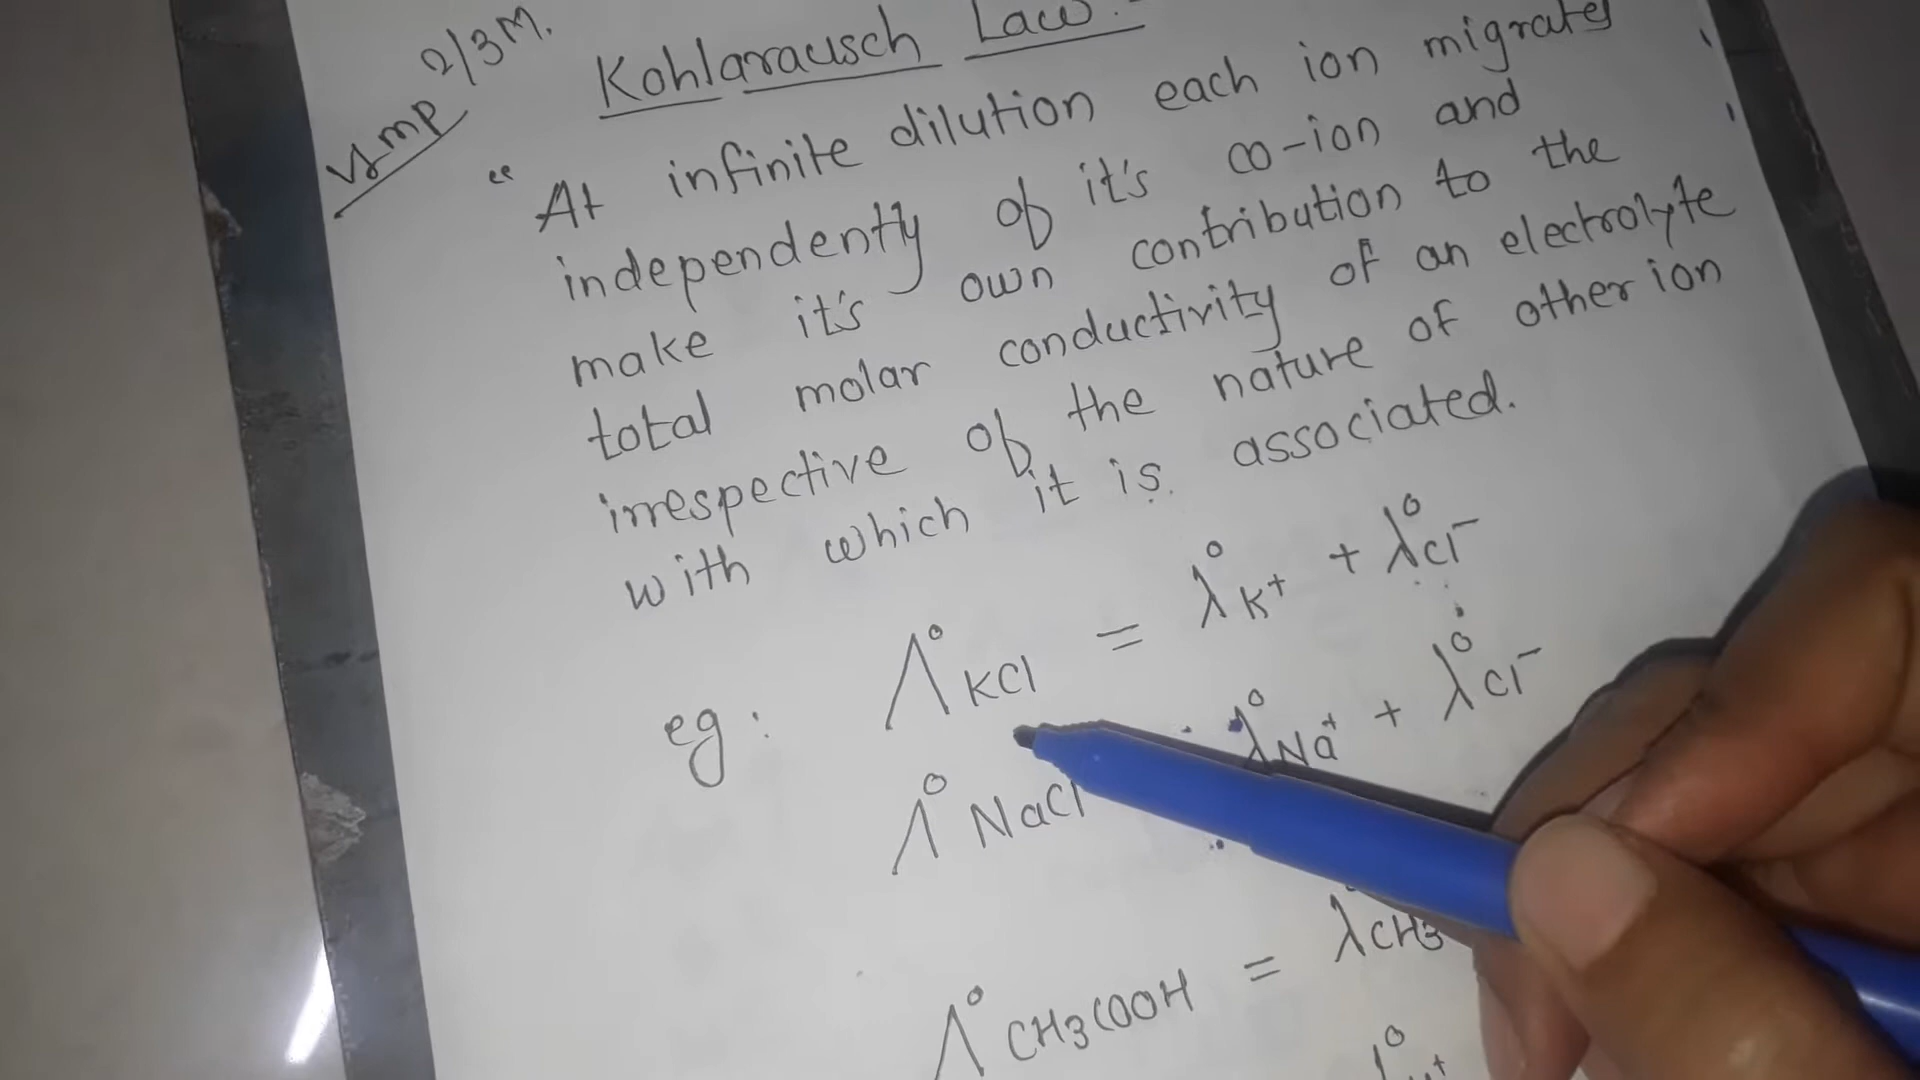 2/3M.
Kohlarausch Law:-
Vimp
"At infinite dilution each ion migrates
independently of it's co-ion and
make it's own contribution to the
total molar conductivity of an electrolyte
irrespective of the nature of other ion
with which it is associated.
eg: Λ°KCl = λ°K+ + λ°Cl-
Λ°NaCl λ°Na+ + λ°Cl-
Λ°CH3COOH = λCH3